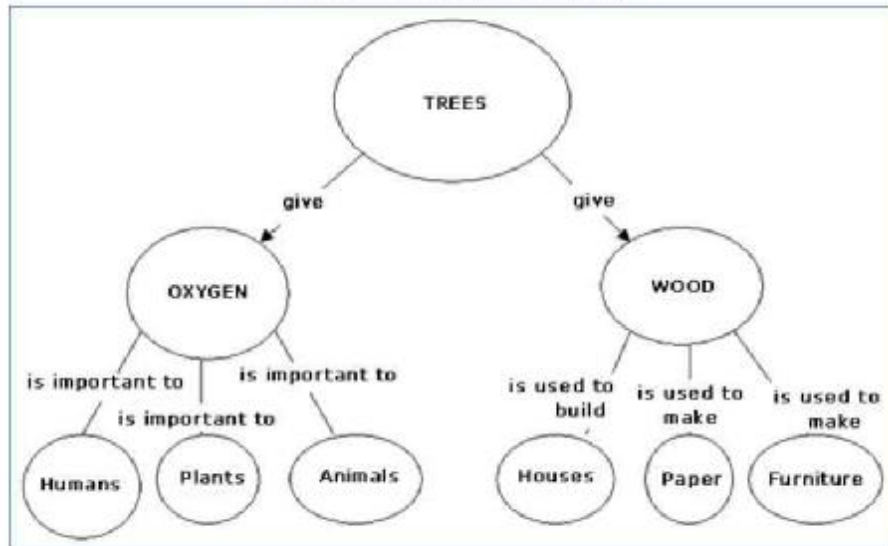 TREES
give
give
OXYGEN
WOOD
is important to
is important to
is important to
is used to
build
is used to
make
is used to
make
Humans
Plants
Animals
Houses
Paper
Furniture